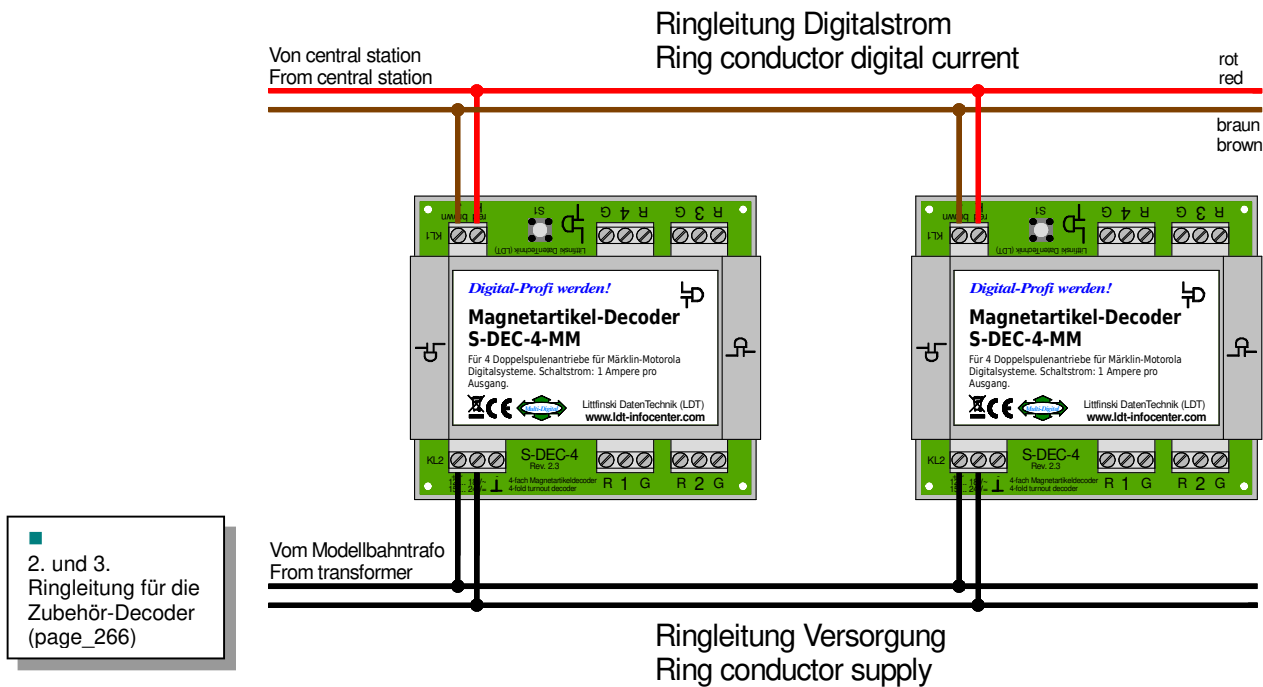 Ringleitung Digitalstrom
Ring conductor digital current
Von central station
From central station
rot
red
braun
brown
KL1
S1
G 4 R
G 3 R
Littfinski DatenTechnik (LDT)
Digital-Profi werden!
Magnetartikel-Decoder
S-DEC-4-MM
Für 4 Doppelspulenantriebe für Märklin-Motorola
Digitalsysteme. Schaltstrom: 1 Ampere pro
Ausgang.
CE
Multi-Digital
Littfinski DatenTechnik (LDT)
www.ldt-infocenter.com
KL2
S-DEC-4
Rev. 2.3
4-fach Magnetartikeldecoder
4-fold turnout decoder
R 1 G
R 2 G
KL1
S1
G 4 R
G 3 R
Littfinski DatenTechnik (LDT)
Digital-Profi werden!
Magnetartikel-Decoder
S-DEC-4-MM
Für 4 Doppelspulenantriebe für Märklin-Motorola
Digitalsysteme. Schaltstrom: 1 Ampere pro
Ausgang.
CE
Multi-Digital
Littfinski DatenTechnik (LDT)
www.ldt-infocenter.com
KL2
S-DEC-4
Rev. 2.3
4-fach Magnetartikeldecoder
4-fold turnout decoder
R 1 G
R 2 G
2. und 3.
Ringleitung für die
Zubehör-Decoder
(page_266)
Vom Modellbahntrafo
From transformer
Ringleitung Versorgung
Ring conductor supply